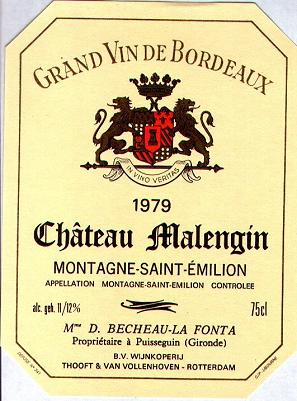 GRAND VIN DE BORDEAUX
IN VINO VERITAS
1979
Château Malengin
MONTAGNE-SAINT-ÉMILION
APPELLATION MONTAGNE-SAINT-EMILION CONTROLEE
alc. geh. 11/12% 75cl
Mme D. BECHEAU-LA FONTA
Propriétaire à Puisseguin (Gironde)
B.V. WIJNKOPERIJ
THOOFT & VAN VOLLENHOVEN - ROTTERDAM